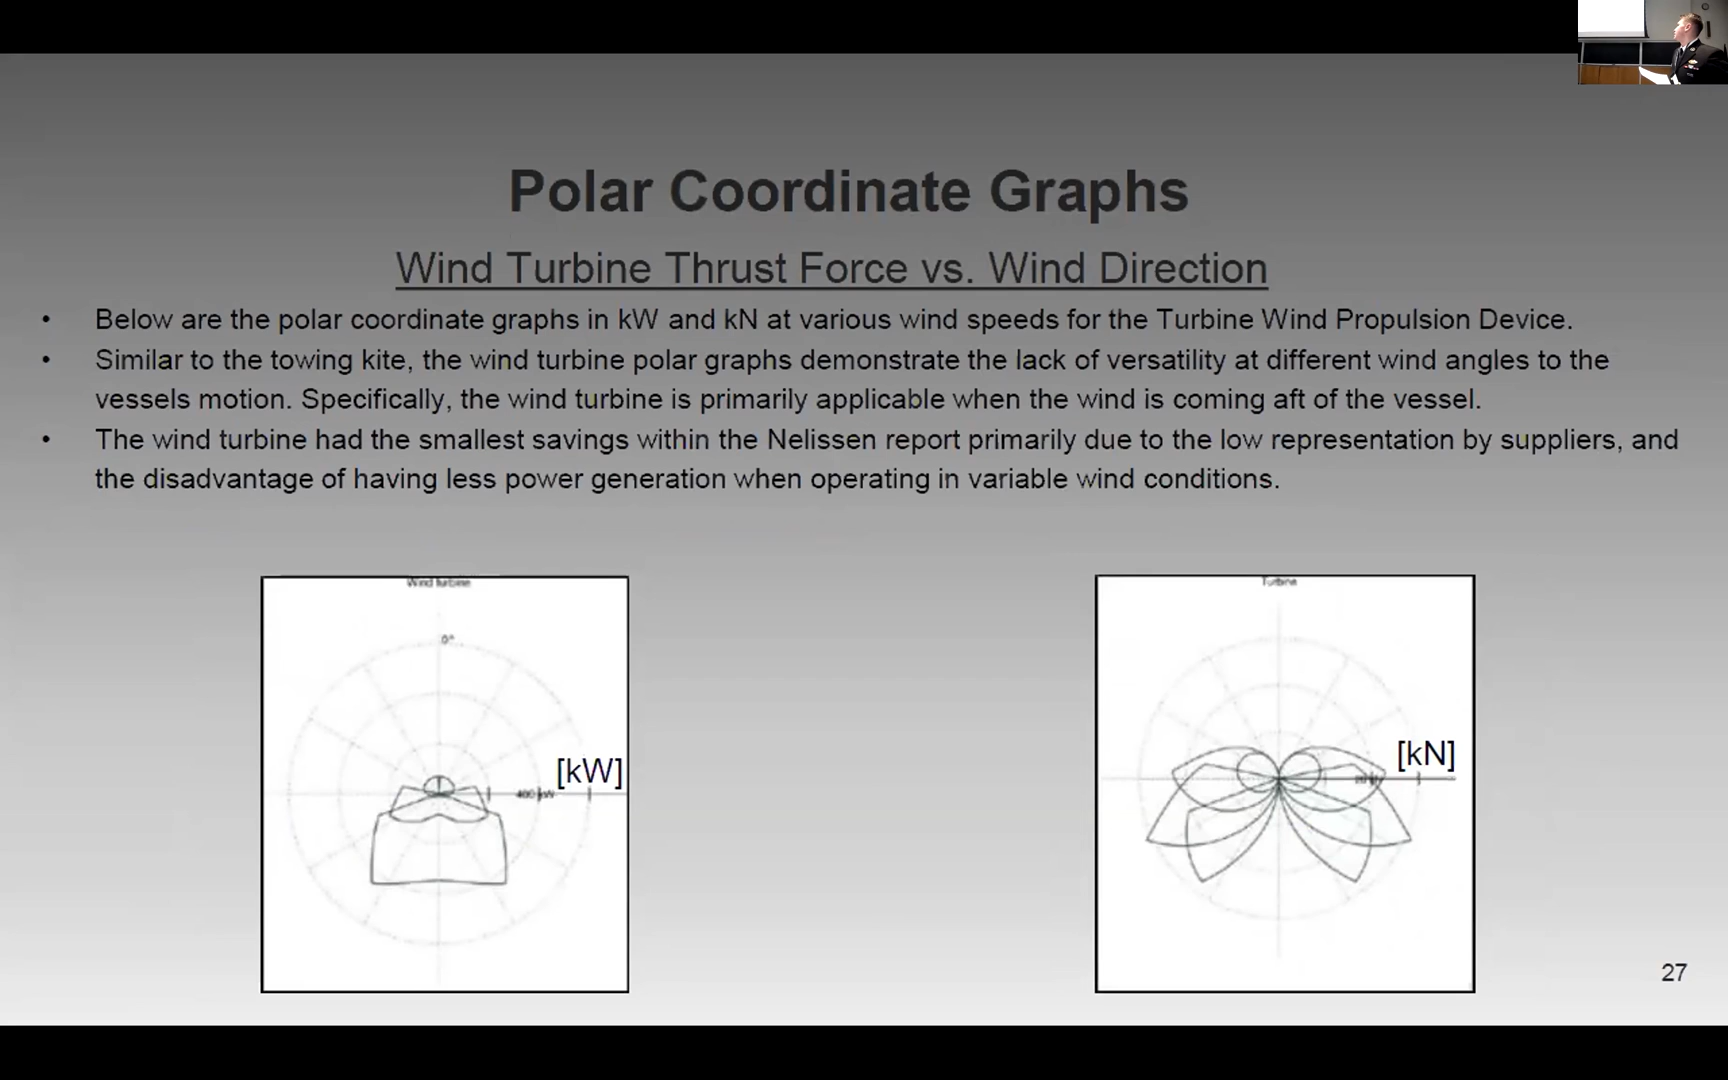 Polar Coordinate Graphs
Wind Turbine Thrust Force vs. Wind Direction
• Below are the polar coordinate graphs in kW and kN at various wind speeds for the Turbine Wind Propulsion Device.
• Similar to the towing kite, the wind turbine polar graphs demonstrate the lack of versatility at different wind angles to the
vessels motion. Specifically, the wind turbine is primarily applicable when the wind is coming aft of the vessel.
• The wind turbine had the smallest savings within the Nelissen report primarily due to the low representation by suppliers, and
the disadvantage of having less power generation when operating in variable wind conditions.
Wind turbine
0°
[kW]
400 kW
Turbine
[kN]
27